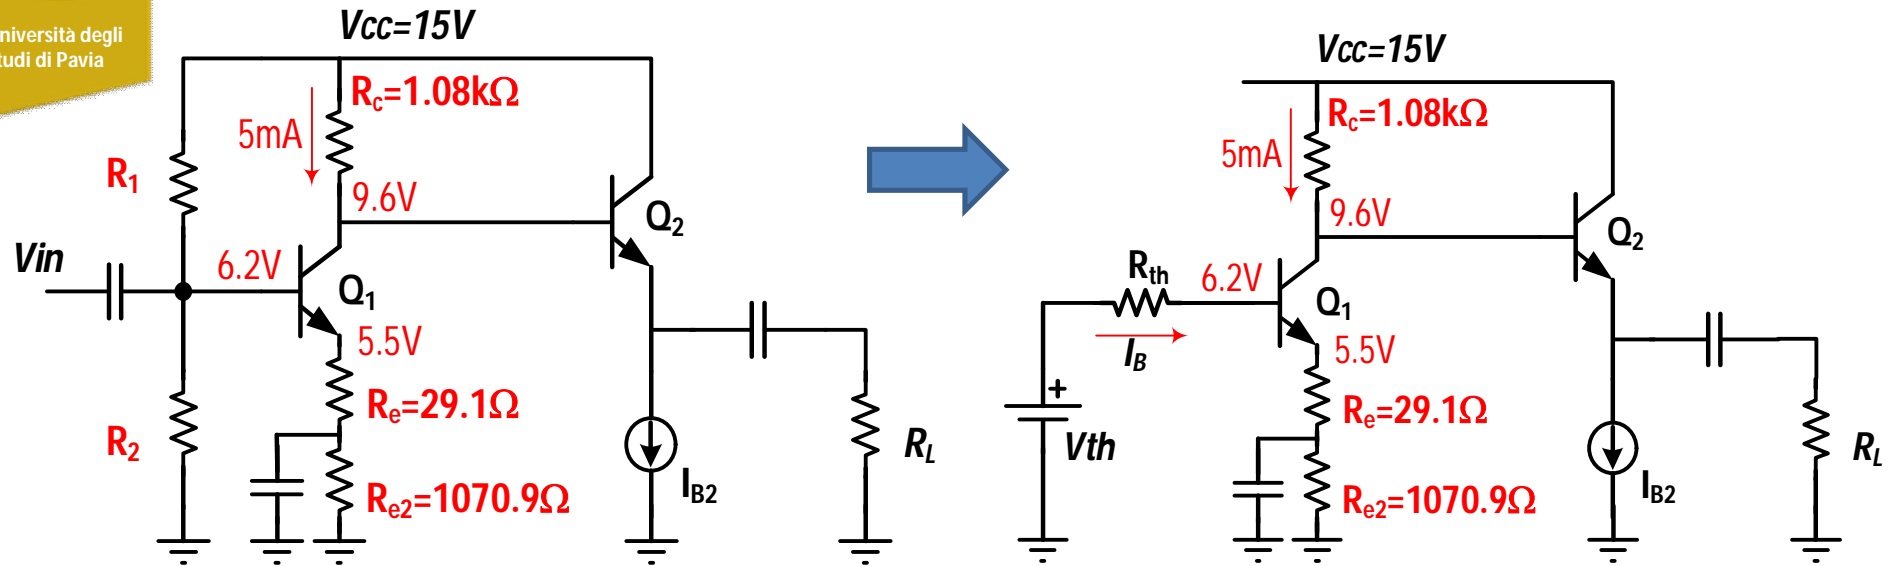 niversità degli
tudi di Pavia
Vcc=15V
Rc=1.08kΩ
5mA
R1
9.6V
Q2
Vin
6.2V
Q1
5.5V
Re=29.1Ω
R2
RL
IB2
Re2=1070.9Ω
Vcc=15V
Rc=1.08kΩ
5mA
9.6V
Q2
Rth
6.2V
Q1
IB
5.5V
+
Re=29.1Ω
Vth
RL
IB2
Re2=1070.9Ω